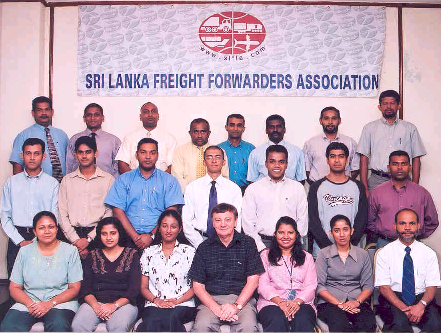 www.slffa.com
SRI LANKA FREIGHT FORWARDERS ASSOCIATION